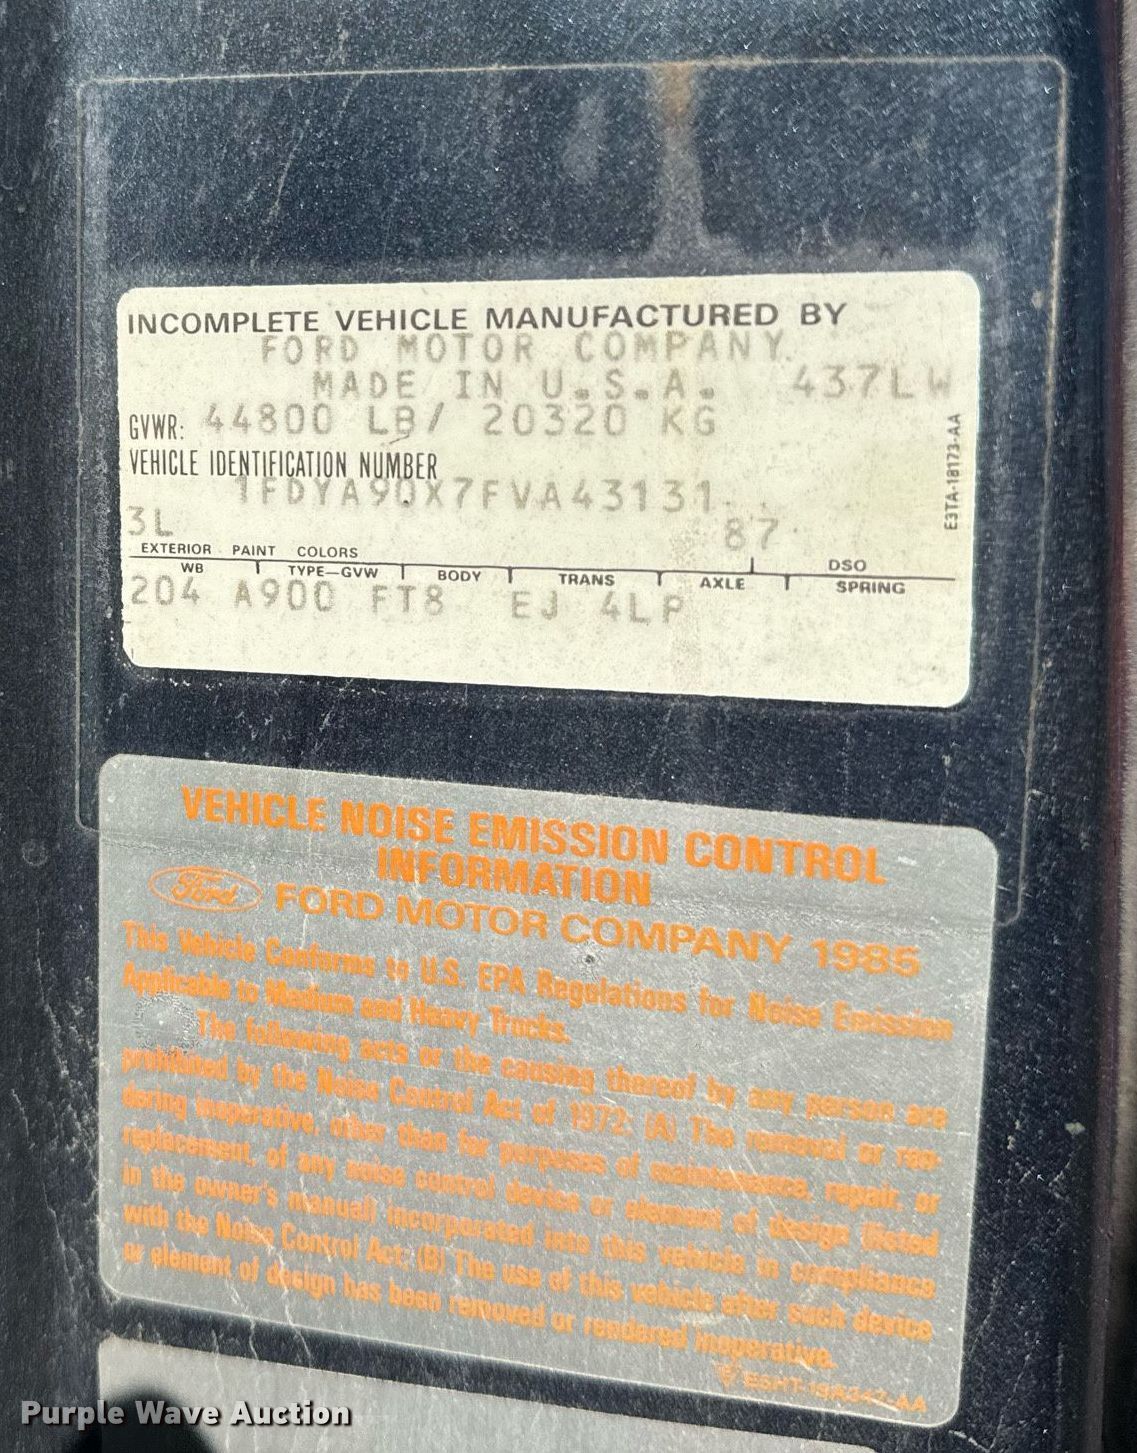 INCOMPLETE VEHICLE MANUFACTURED BY
FORD MOTOR COMPANY
MADE IN U.S.A. 437LW
GVWR: 44800 LB/ 20320 KG
VEHICLE IDENTIFICATION NUMBER
1FDYA90X7FVA43131
3L 87
EXTERIOR PAINT COLORS DSO
WB TYPE-GVW BODY TRANS AXLE SPRING
204 A900 FT8 EJ 4LP
E3TA-18173-AA
VEHICLE NOISE EMISSION CONTROL
INFORMATION
Ford FORD MOTOR COMPANY 1985
This Vehicle Conforms to U.S. EPA Regulations for Noise Emission
Applicable to Medium and Heavy Trucks.
The following acts or the causing thereof by any person are
prohibited by the Noise Control Act of 1972: (A) The removal or ren-
dering inoperative, other than for purposes of maintenance, repair, or
replacement, of any noise control device or element of design (listed
in the owner's manual) incorporated into this vehicle in compliance
with the Noise Control Act; (B) The use of this vehicle after such device
or element of design has been removed or rendered inoperative.
Purple Wave Auction